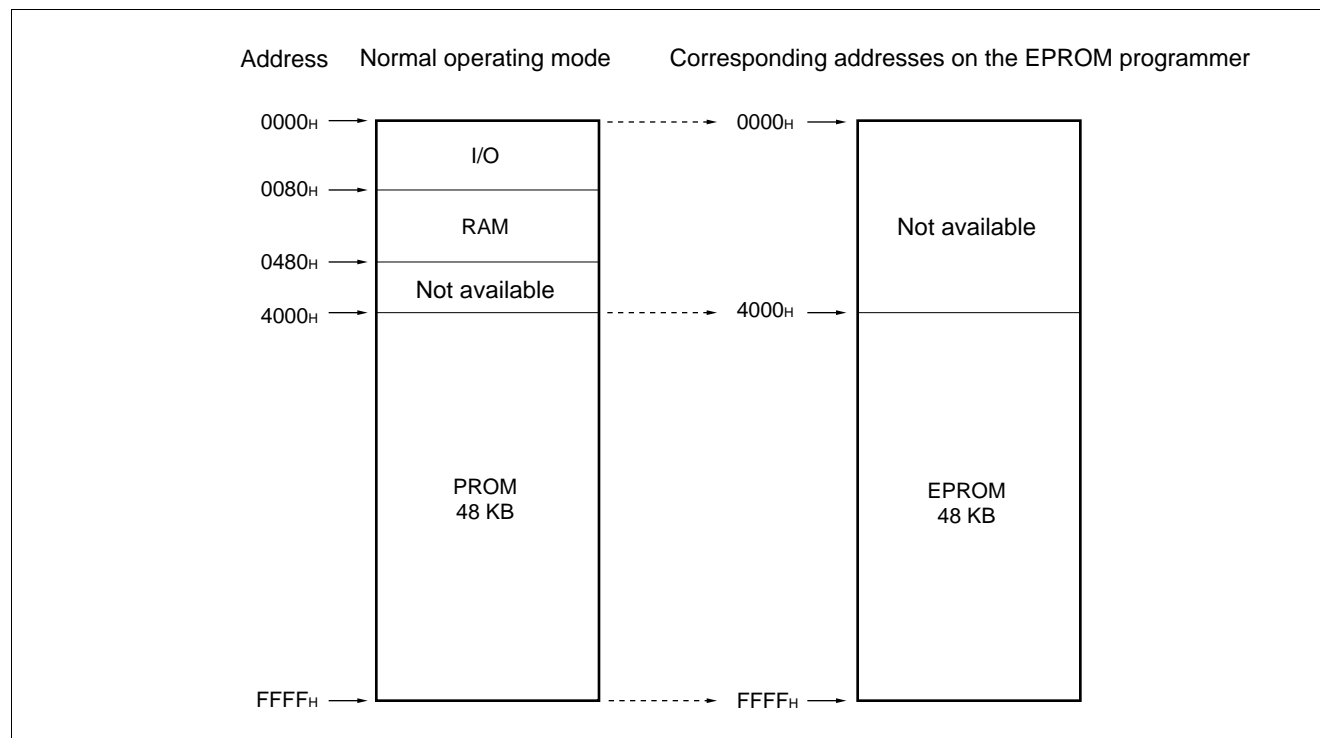 Address Normal operating mode Corresponding addresses on the EPROM programmer
0000H 0000H
I/O
0080H
RAM Not available
0480H
Not available
4000H 4000H
PROM EPROM
48 KB 48 KB
FFFFH FFFFH